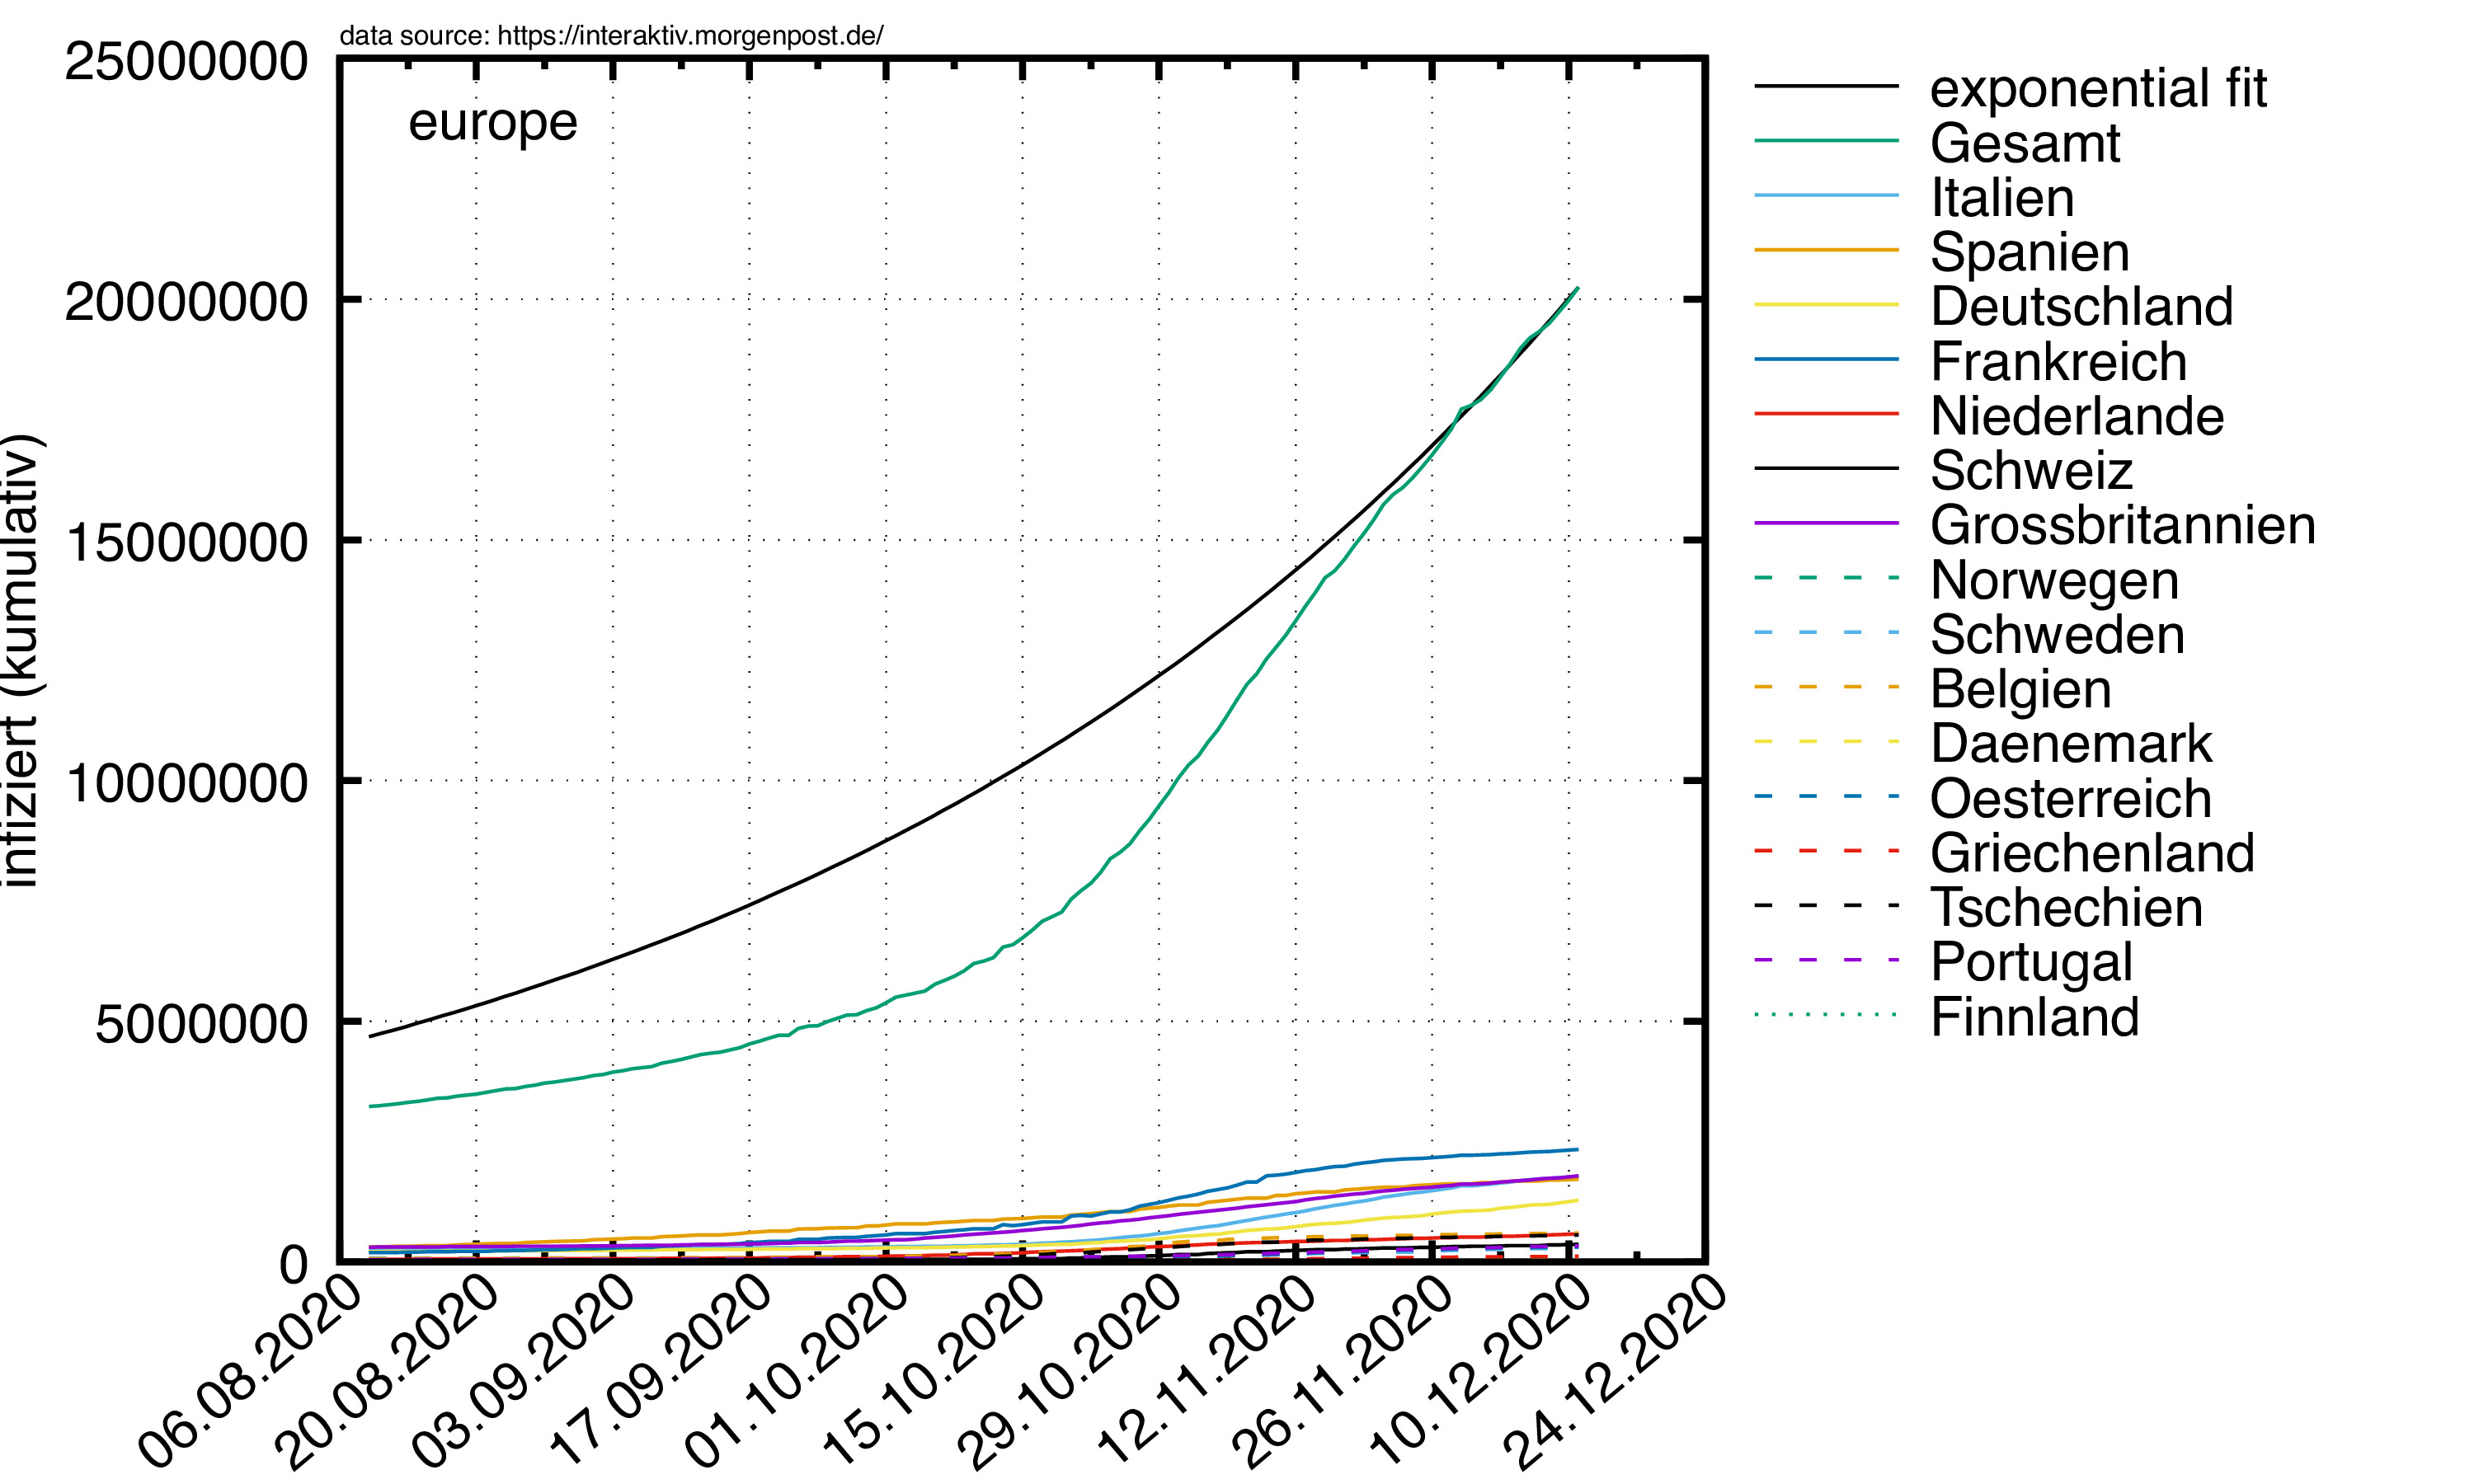 data source: https://interaktiv.morgenpost.de/
europe
infiziert (kumulativ)
25000000
20000000
15000000
10000000
5000000
0
06.08.2020
20.08.2020
03.09.2020
17.09.2020
01.10.2020
15.10.2020
29.10.2020
12.11.2020
26.11.2020
10.12.2020
24.12.2020
exponential fit
Gesamt
Italien
Spanien
Deutschland
Frankreich
Niederlande
Schweiz
Grossbritannien
Norwegen
Schweden
Belgien
Daenemark
Oesterreich
Griechenland
Tschechien
Portugal
Finnland